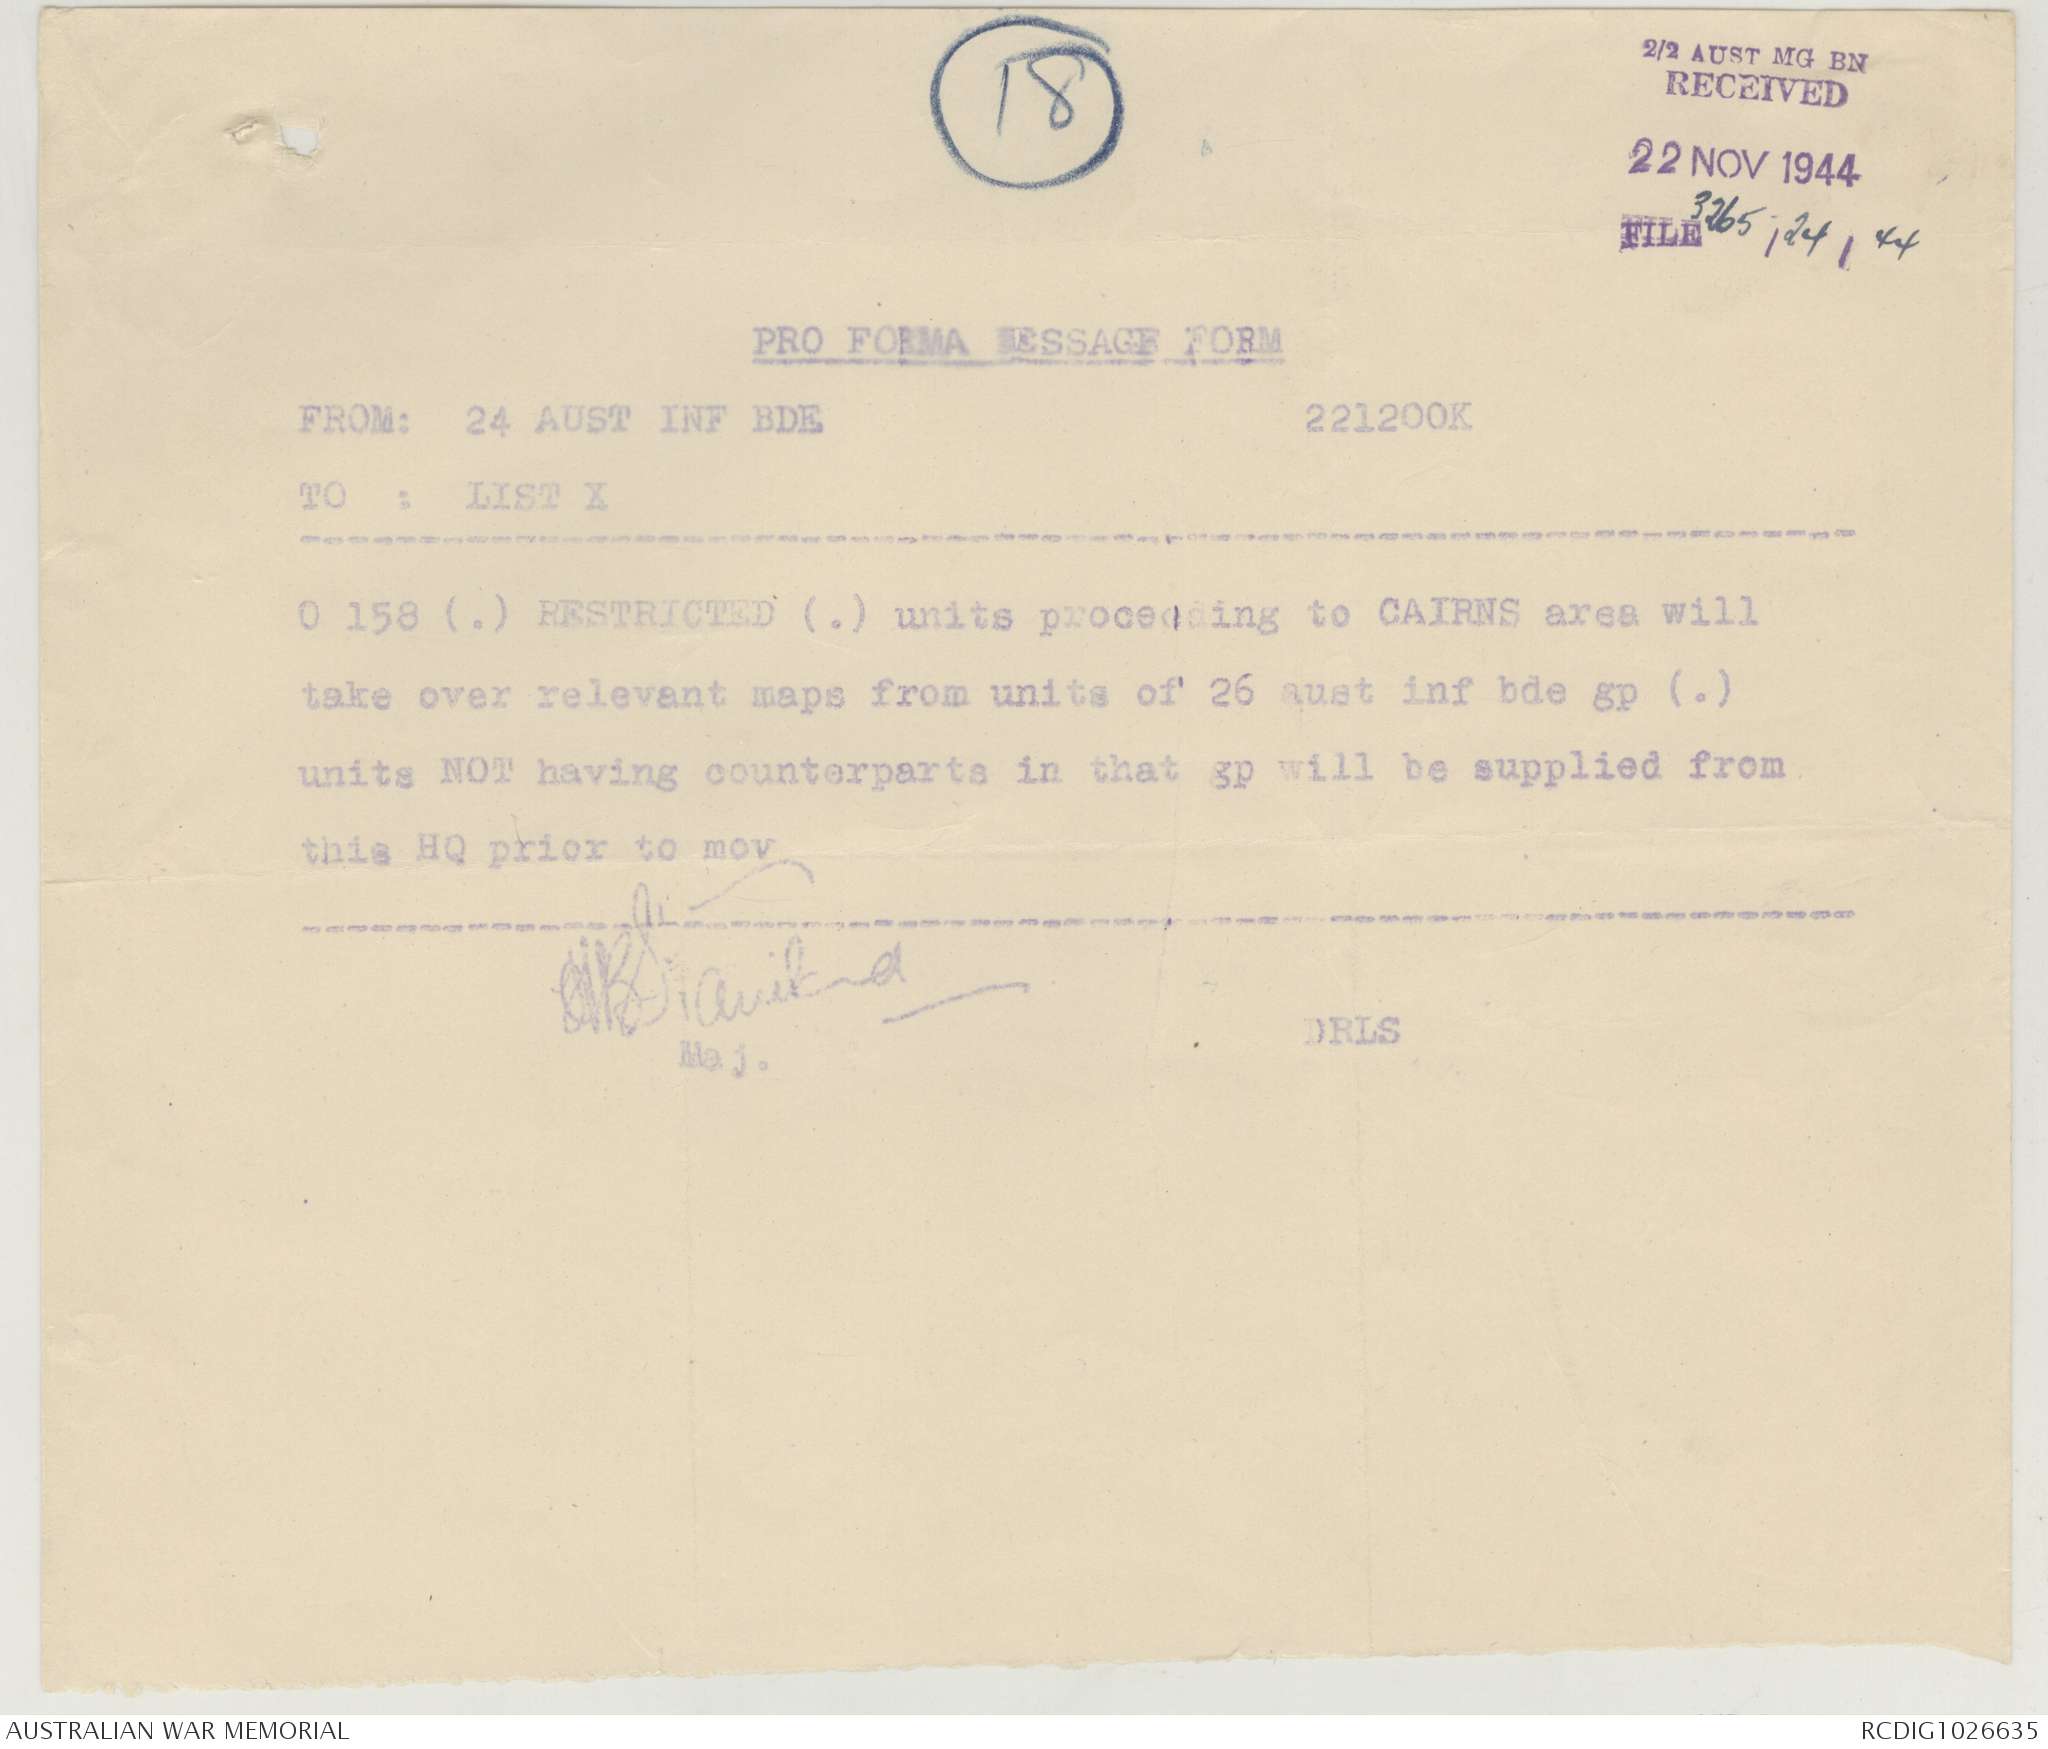 18
2/2 AUST MG BN
RECEIVED
22 NOV 1944
FILE 3265 / 24 / 44
PRO FORMA MESSAGE FORM
FROM: 24 AUST INF BDE 221200K
TO : LIST X
O 158 (.) RESTRICTED (.) units proceeding to CAIRNS area will
take over relevant maps from units of 26 aust inf bde gp (.)
units NOT having counterparts in that gp will be supplied from
this HQ prior to mov
Maj.
DRLS
AUSTRALIAN WAR MEMORIAL
RCDIG1026635